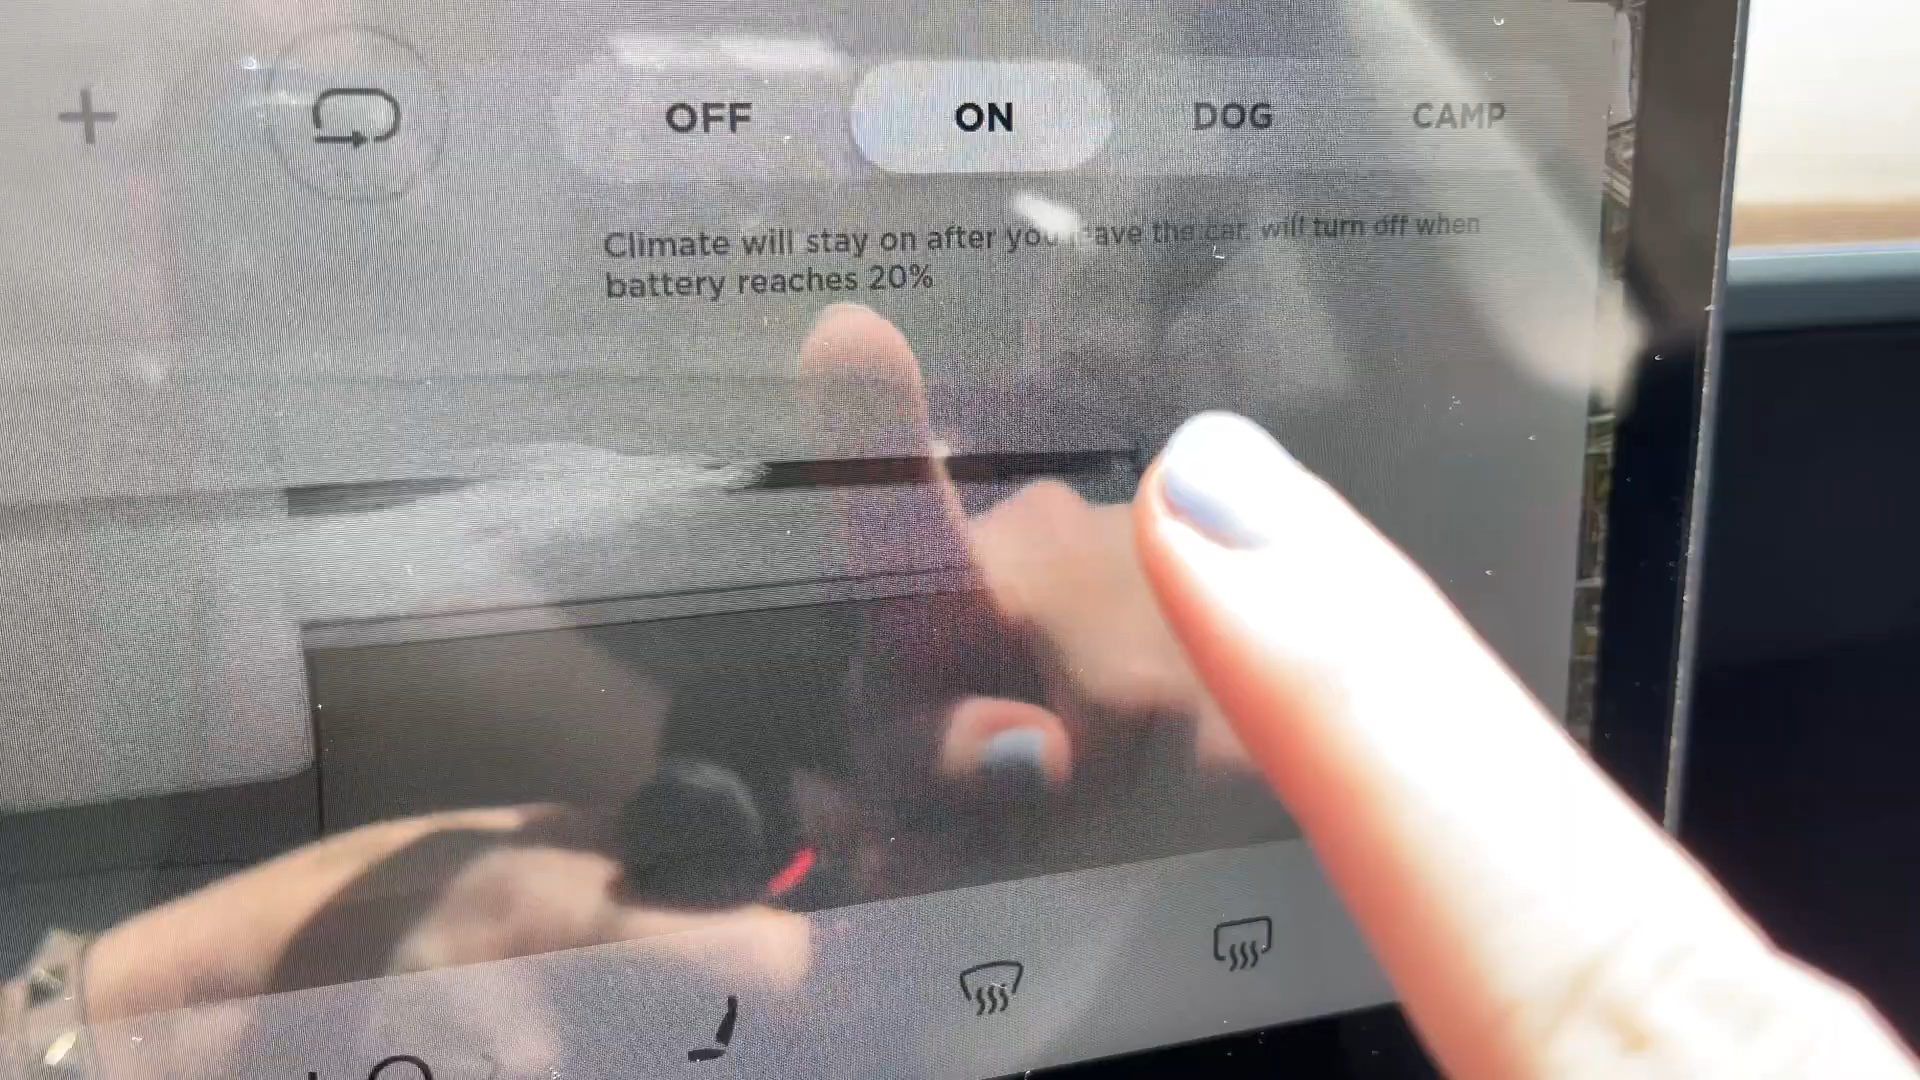 OFF ON DOG CAMP
Climate will stay on after you leave the car. will turn off when
battery reaches 20%